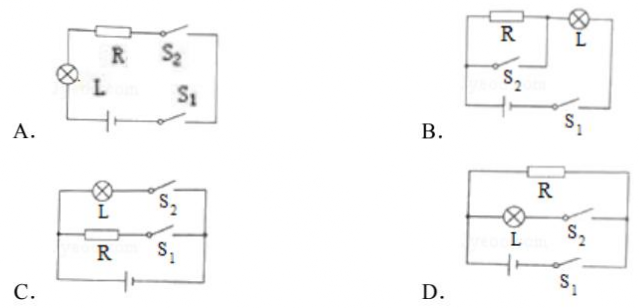 R S₂
L
S₁
A.
R L
S₂
S₁
B.
L S₂
R S₁
C.
R
L S₂
S₁
D.